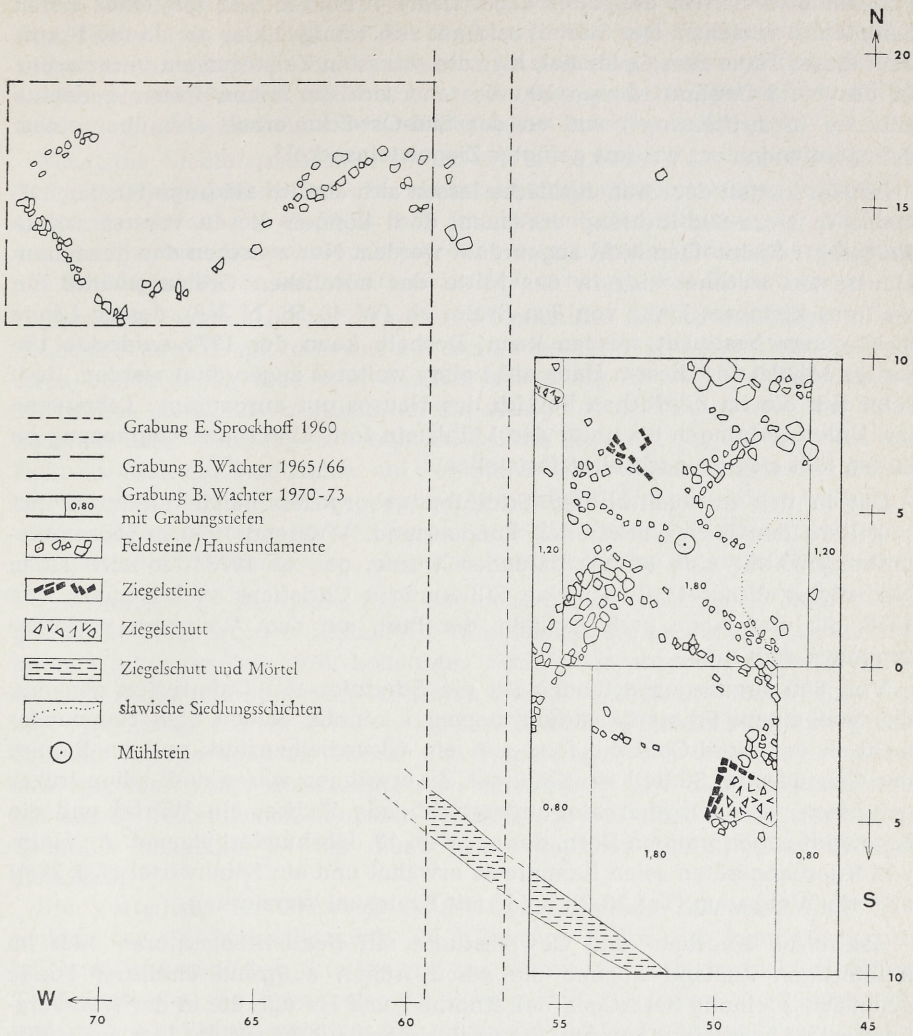 N
20
15
10
5
0
5
S
10
Grabung E. Sprockhoff 1960
Grabung B. Wachter 1965/66
Grabung B. Wachter 1970-73
0,80
mit Grabungstiefen
Feldsteine/Hausfundamente
Ziegelsteine
Ziegelschutt
Ziegelschutt und Mörtel
slawische Siedlungsschichten
Mühlstein
1,20
1,20
1,80
0,80
1,80
0,80
W
70
65
60
55
50
45